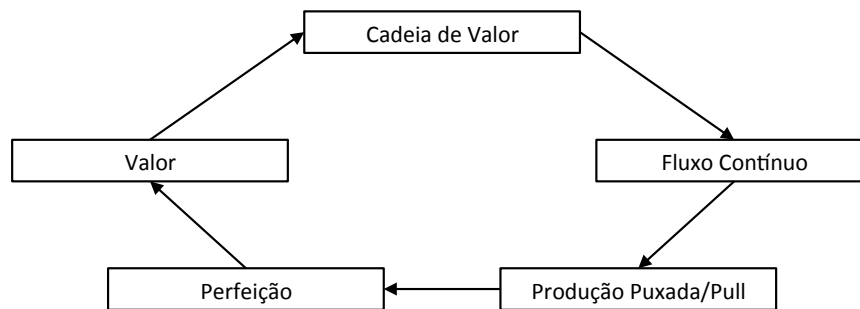 Cadeia de Valor
Valor
Fluxo Contínuo
Perfeição
Produção Puxada/Pull